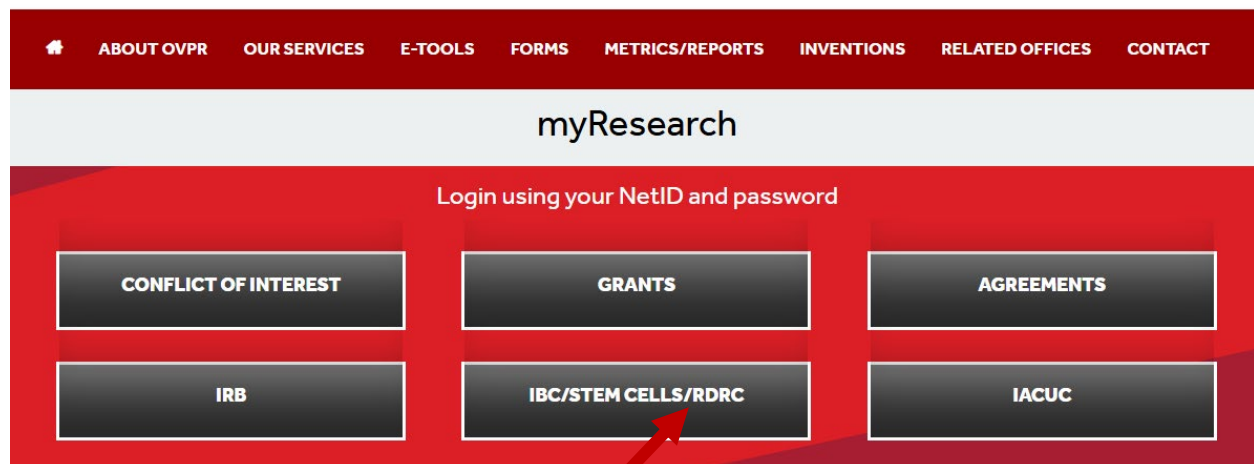 ABOUT OVPR OUR SERVICES E-TOOLS FORMS METRICS/REPORTS INVENTIONS RELATED OFFICES CONTACT
myResearch
Login using your NetID and password
CONFLICT OF INTEREST GRANTS AGREEMENTS
IRB IBC/STEM CELLS/RDRC IACUC